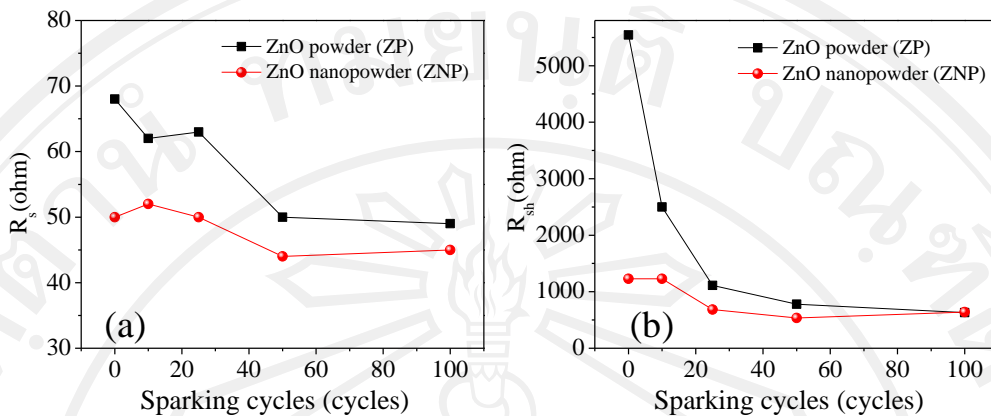 80
70
60
50
40
30
R_s(ohm)
ZnO powder (ZP)
ZnO nanopowder (ZNP)
(a)
0 20 40 60 80 100
Sparking cycles (cycles)
5000
4000
3000
2000
1000
0
R_sh(ohm)
ZnO powder (ZP)
ZnO nanopowder (ZNP)
(b)
0 20 40 60 80 100
Sparking cycles (cycles)